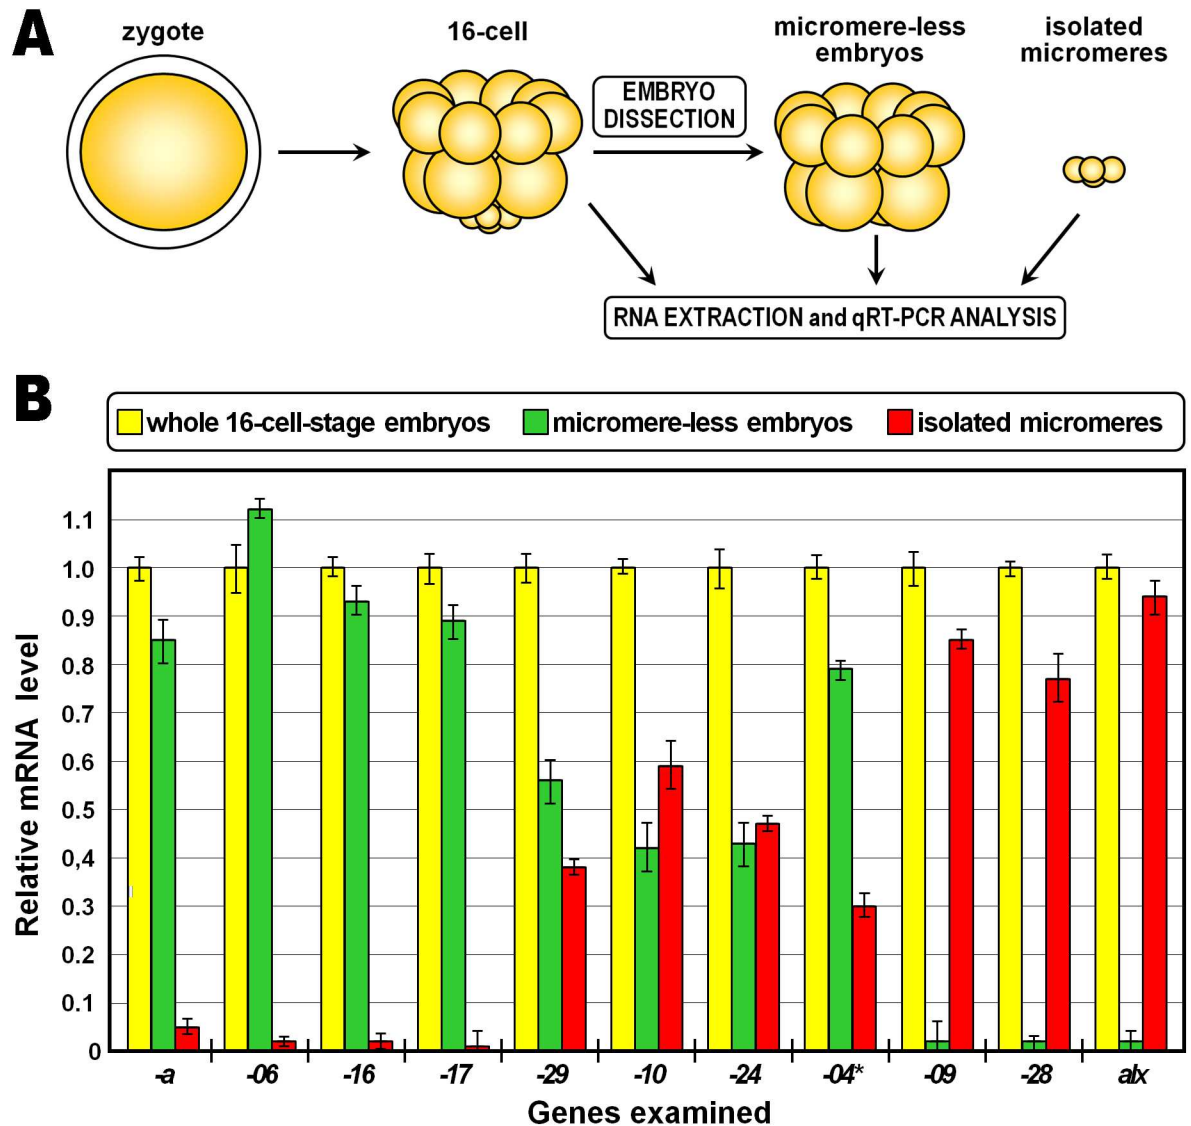 A
zygote
16-cell
micromere-less
embryos
isolated
micromeres
EMBRYO
DISSECTION
RNA EXTRACTION and qRT-PCR ANALYSIS
B
whole 16-cell-stage embryos
micromere-less embryos
isolated micromeres
Relative mRNA level
1.1
1.0
0.9
0.8
0.7
0.6
0.5
0,4
0.3
0.2
0.1
0
-a
-06
-16
-17
-29
-10
-24
-04*
-09
-28
alx
Genes examined